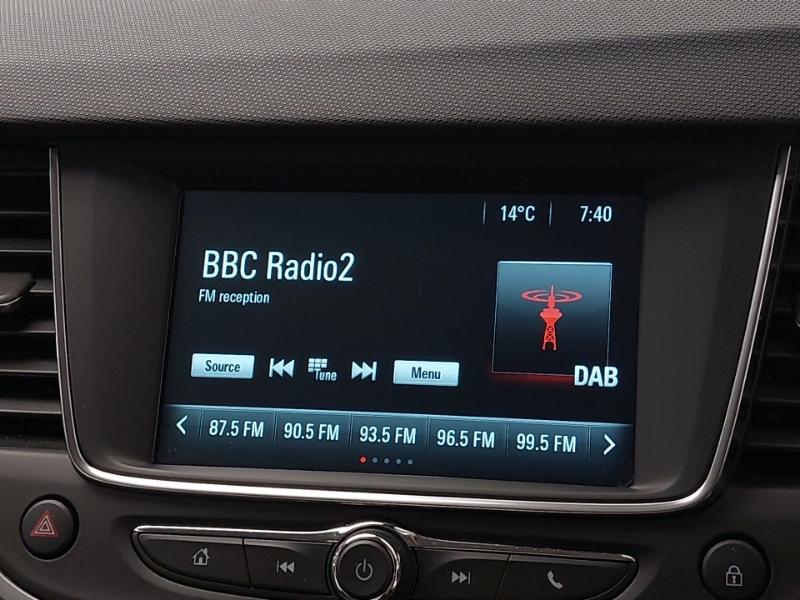 14°C 7:40
BBC Radio2
FM reception
DAB
Source Tune Menu
87.5 FM 90.5 FM 93.5 FM 96.5 FM 99.5 FM